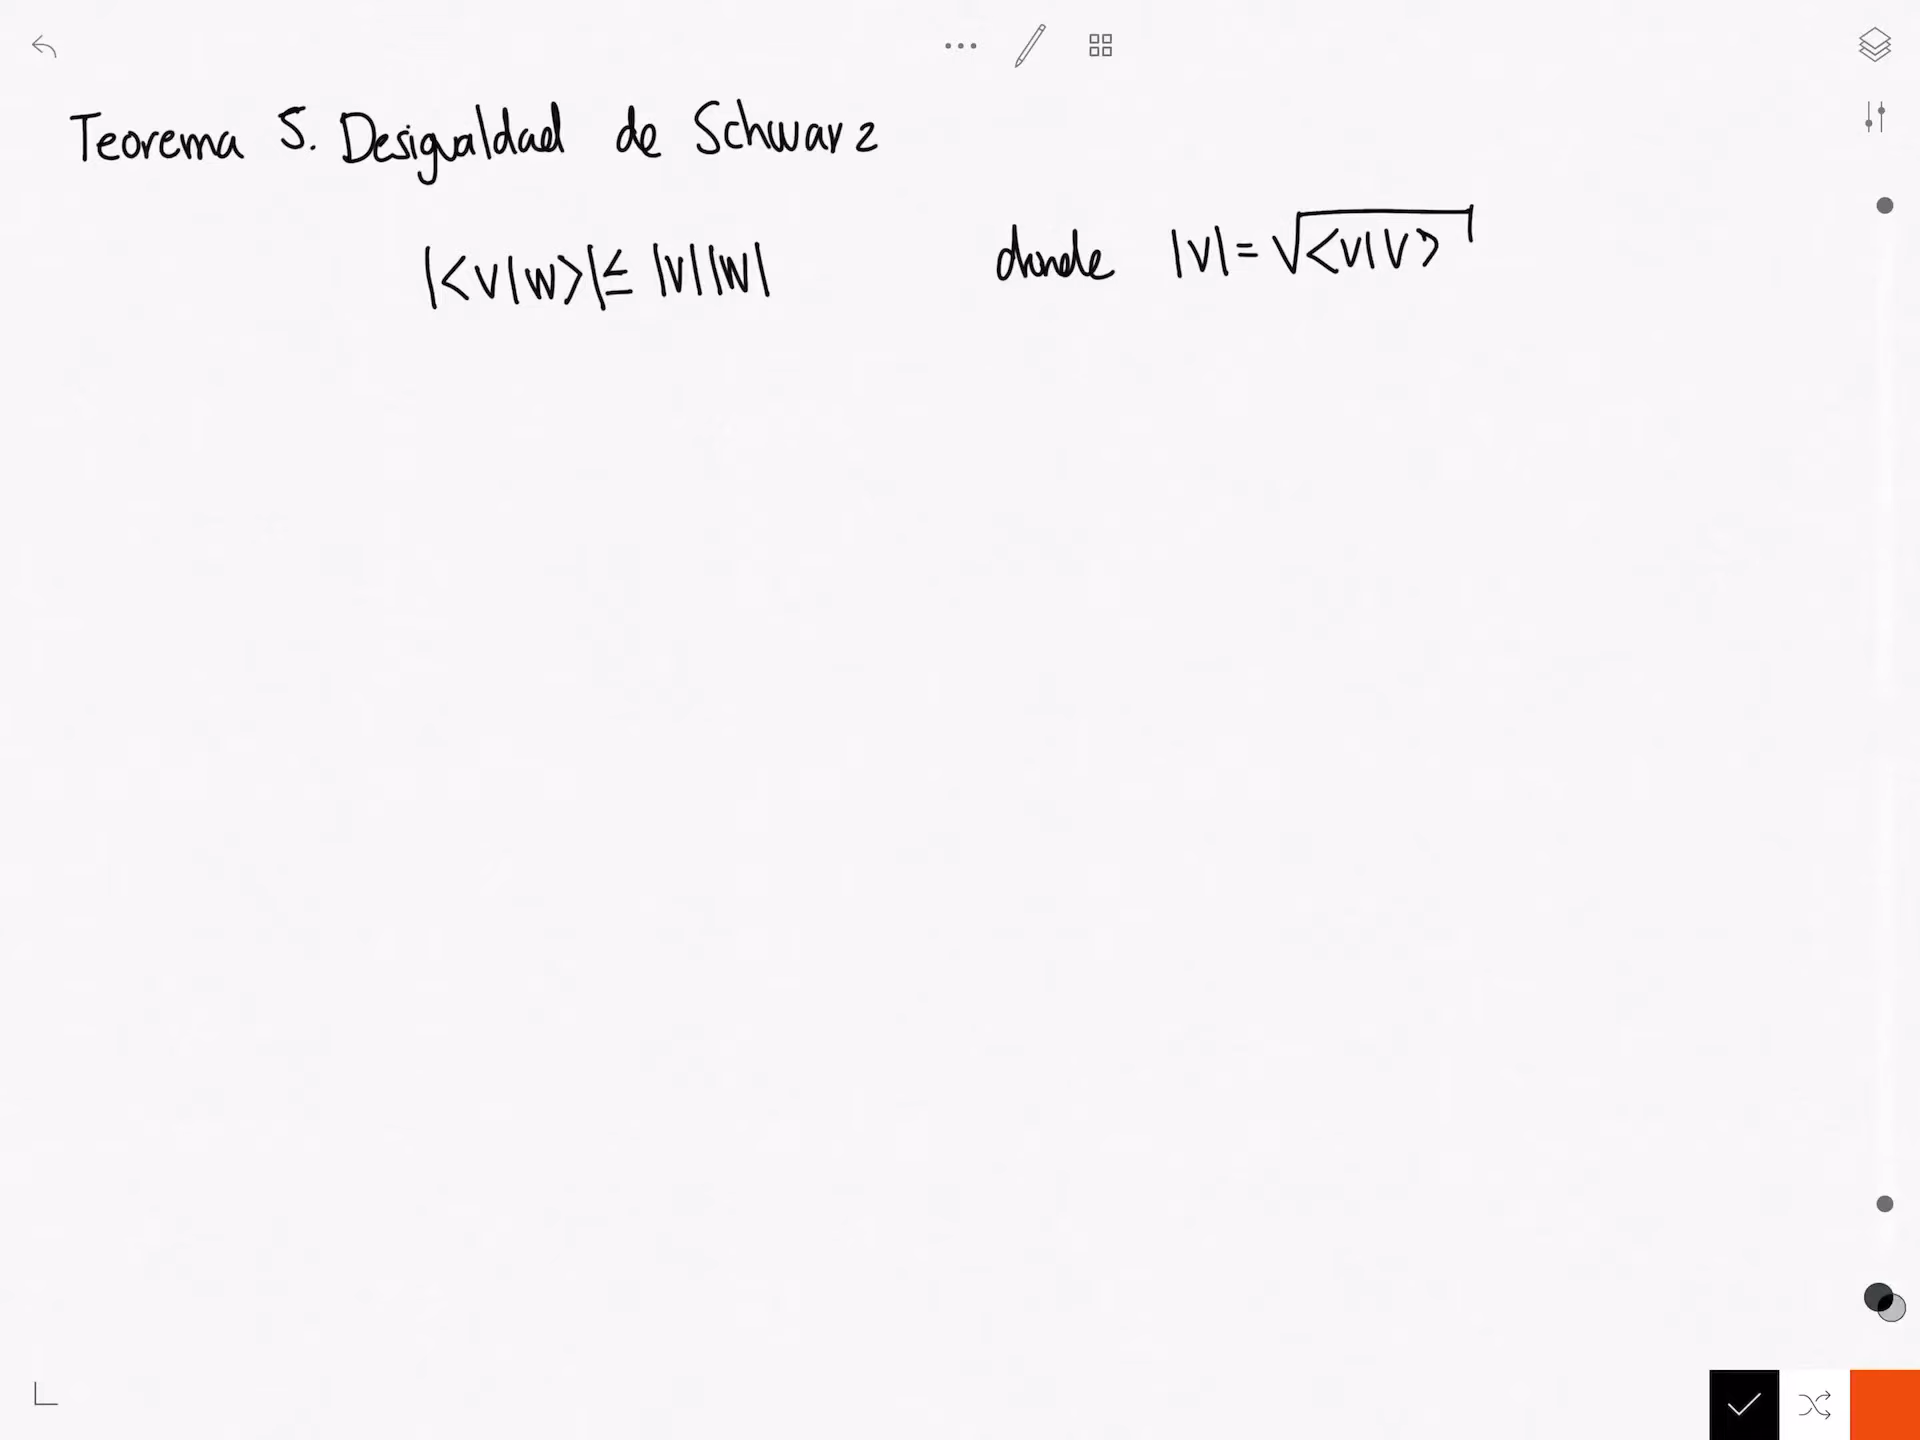 Teorema 5. Desigualdad de Schwarz
|<V|W>| ≤ |V||W| donde |V| = √<V|V>